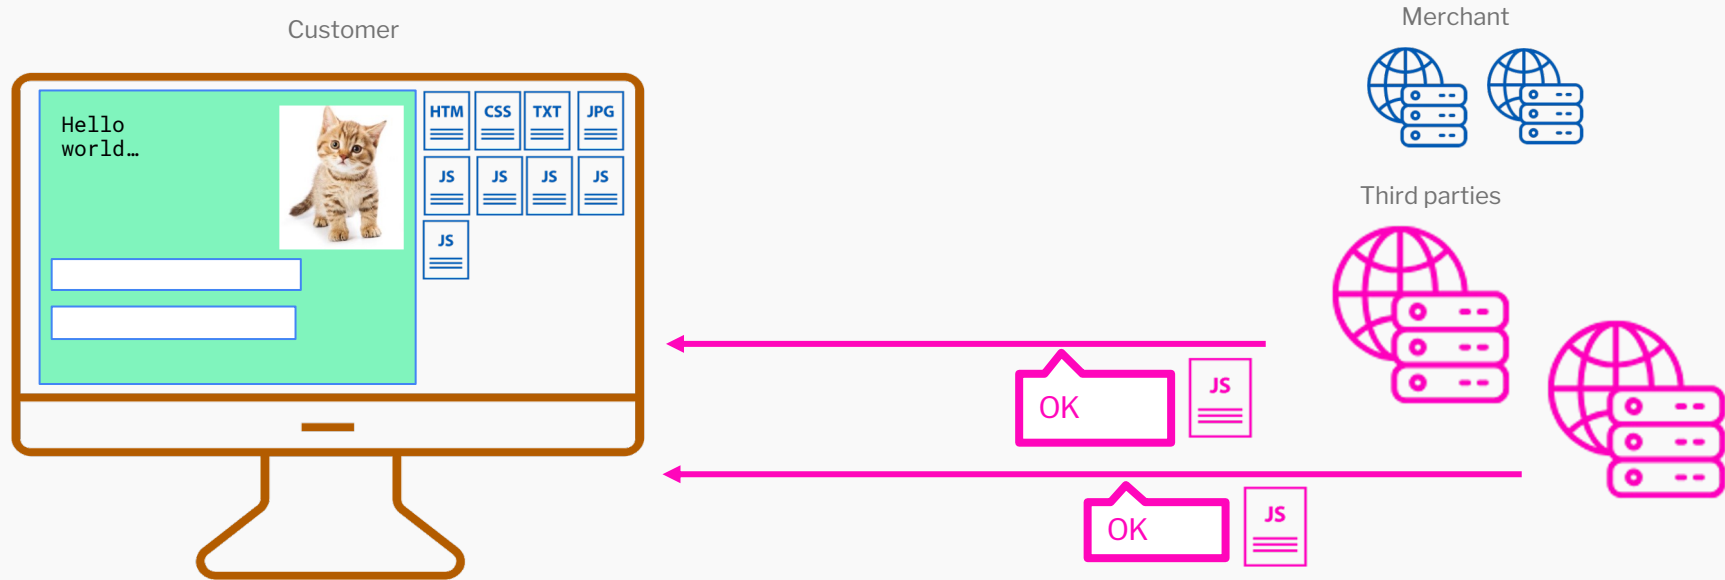 Customer
Merchant
Hello
world…
HTM
CSS
TXT
JPG
JS
JS
JS
JS
JS
Third parties
OK
JS
OK
JS